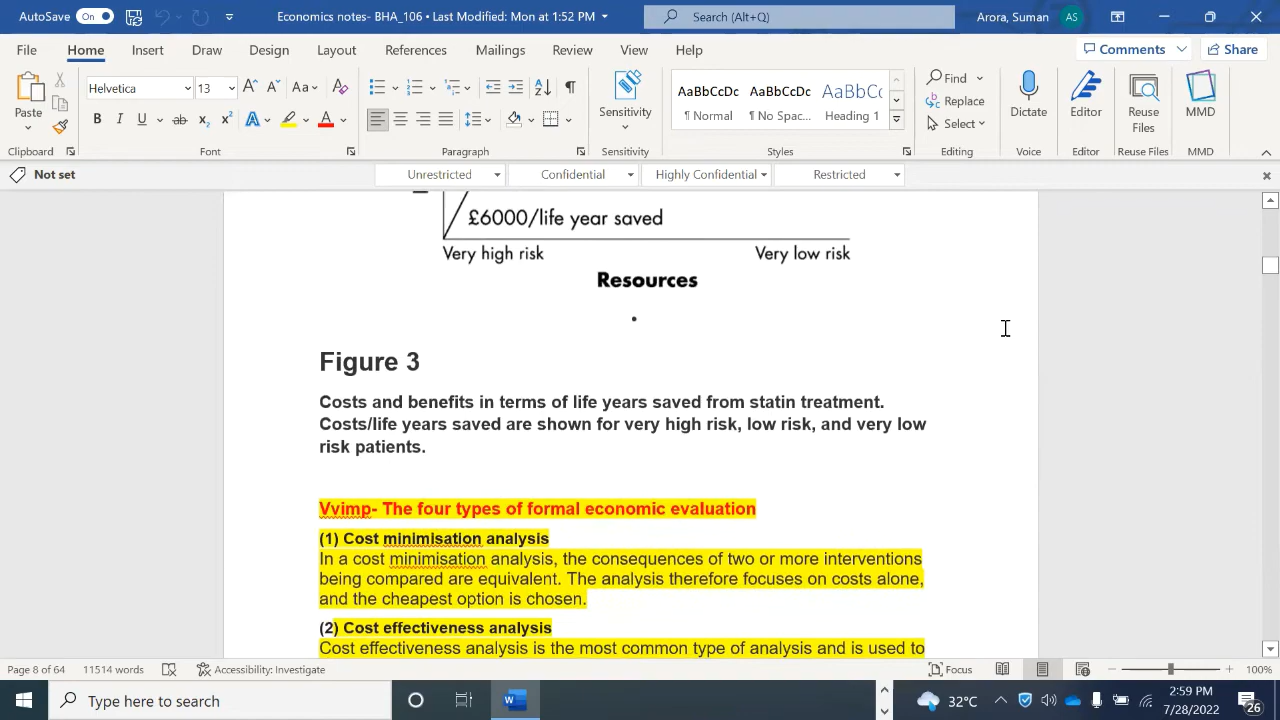 AutoSave On Economics notes- BHA_106 • Last Modified: Mon at 1:52 PM Search (Alt+Q) Arora, Suman AS
File Home Insert Draw Design Layout References Mailings Review View Help Comments Share
Helvetica 13 Aa
Paste
B I U ab x₂ x² A A
Clipboard Font Paragraph
Sensitivity
Sensitivity
AaBbCcDc AaBbCcDc AaBbCc
¶ Normal ¶ No Spac... Heading 1
Styles
Find
Replace
Select
Editing
Dictate
Voice
Editor
Editor
Reuse
Files
Reuse Files
MMD
MMD
Not set Unrestricted Confidential Highly Confidential Restricted
£6000/life year saved
Very high risk Very low risk
Resources
•
Figure 3
Costs and benefits in terms of life years saved from statin treatment.
Costs/life years saved are shown for very high risk, low risk, and very low
risk patients.
Vvimp- The four types of formal economic evaluation
(1) Cost minimisation analysis
In a cost minimisation analysis, the consequences of two or more interventions
being compared are equivalent. The analysis therefore focuses on costs alone,
and the cheapest option is chosen.
(2) Cost effectiveness analysis
Cost effectiveness analysis is the most common type of analysis and is used to
Page 8 of 64 11514 words Accessibility: Investigate Focus 100%
Type here to search 32°C 2:59 PM
7/28/2022 26